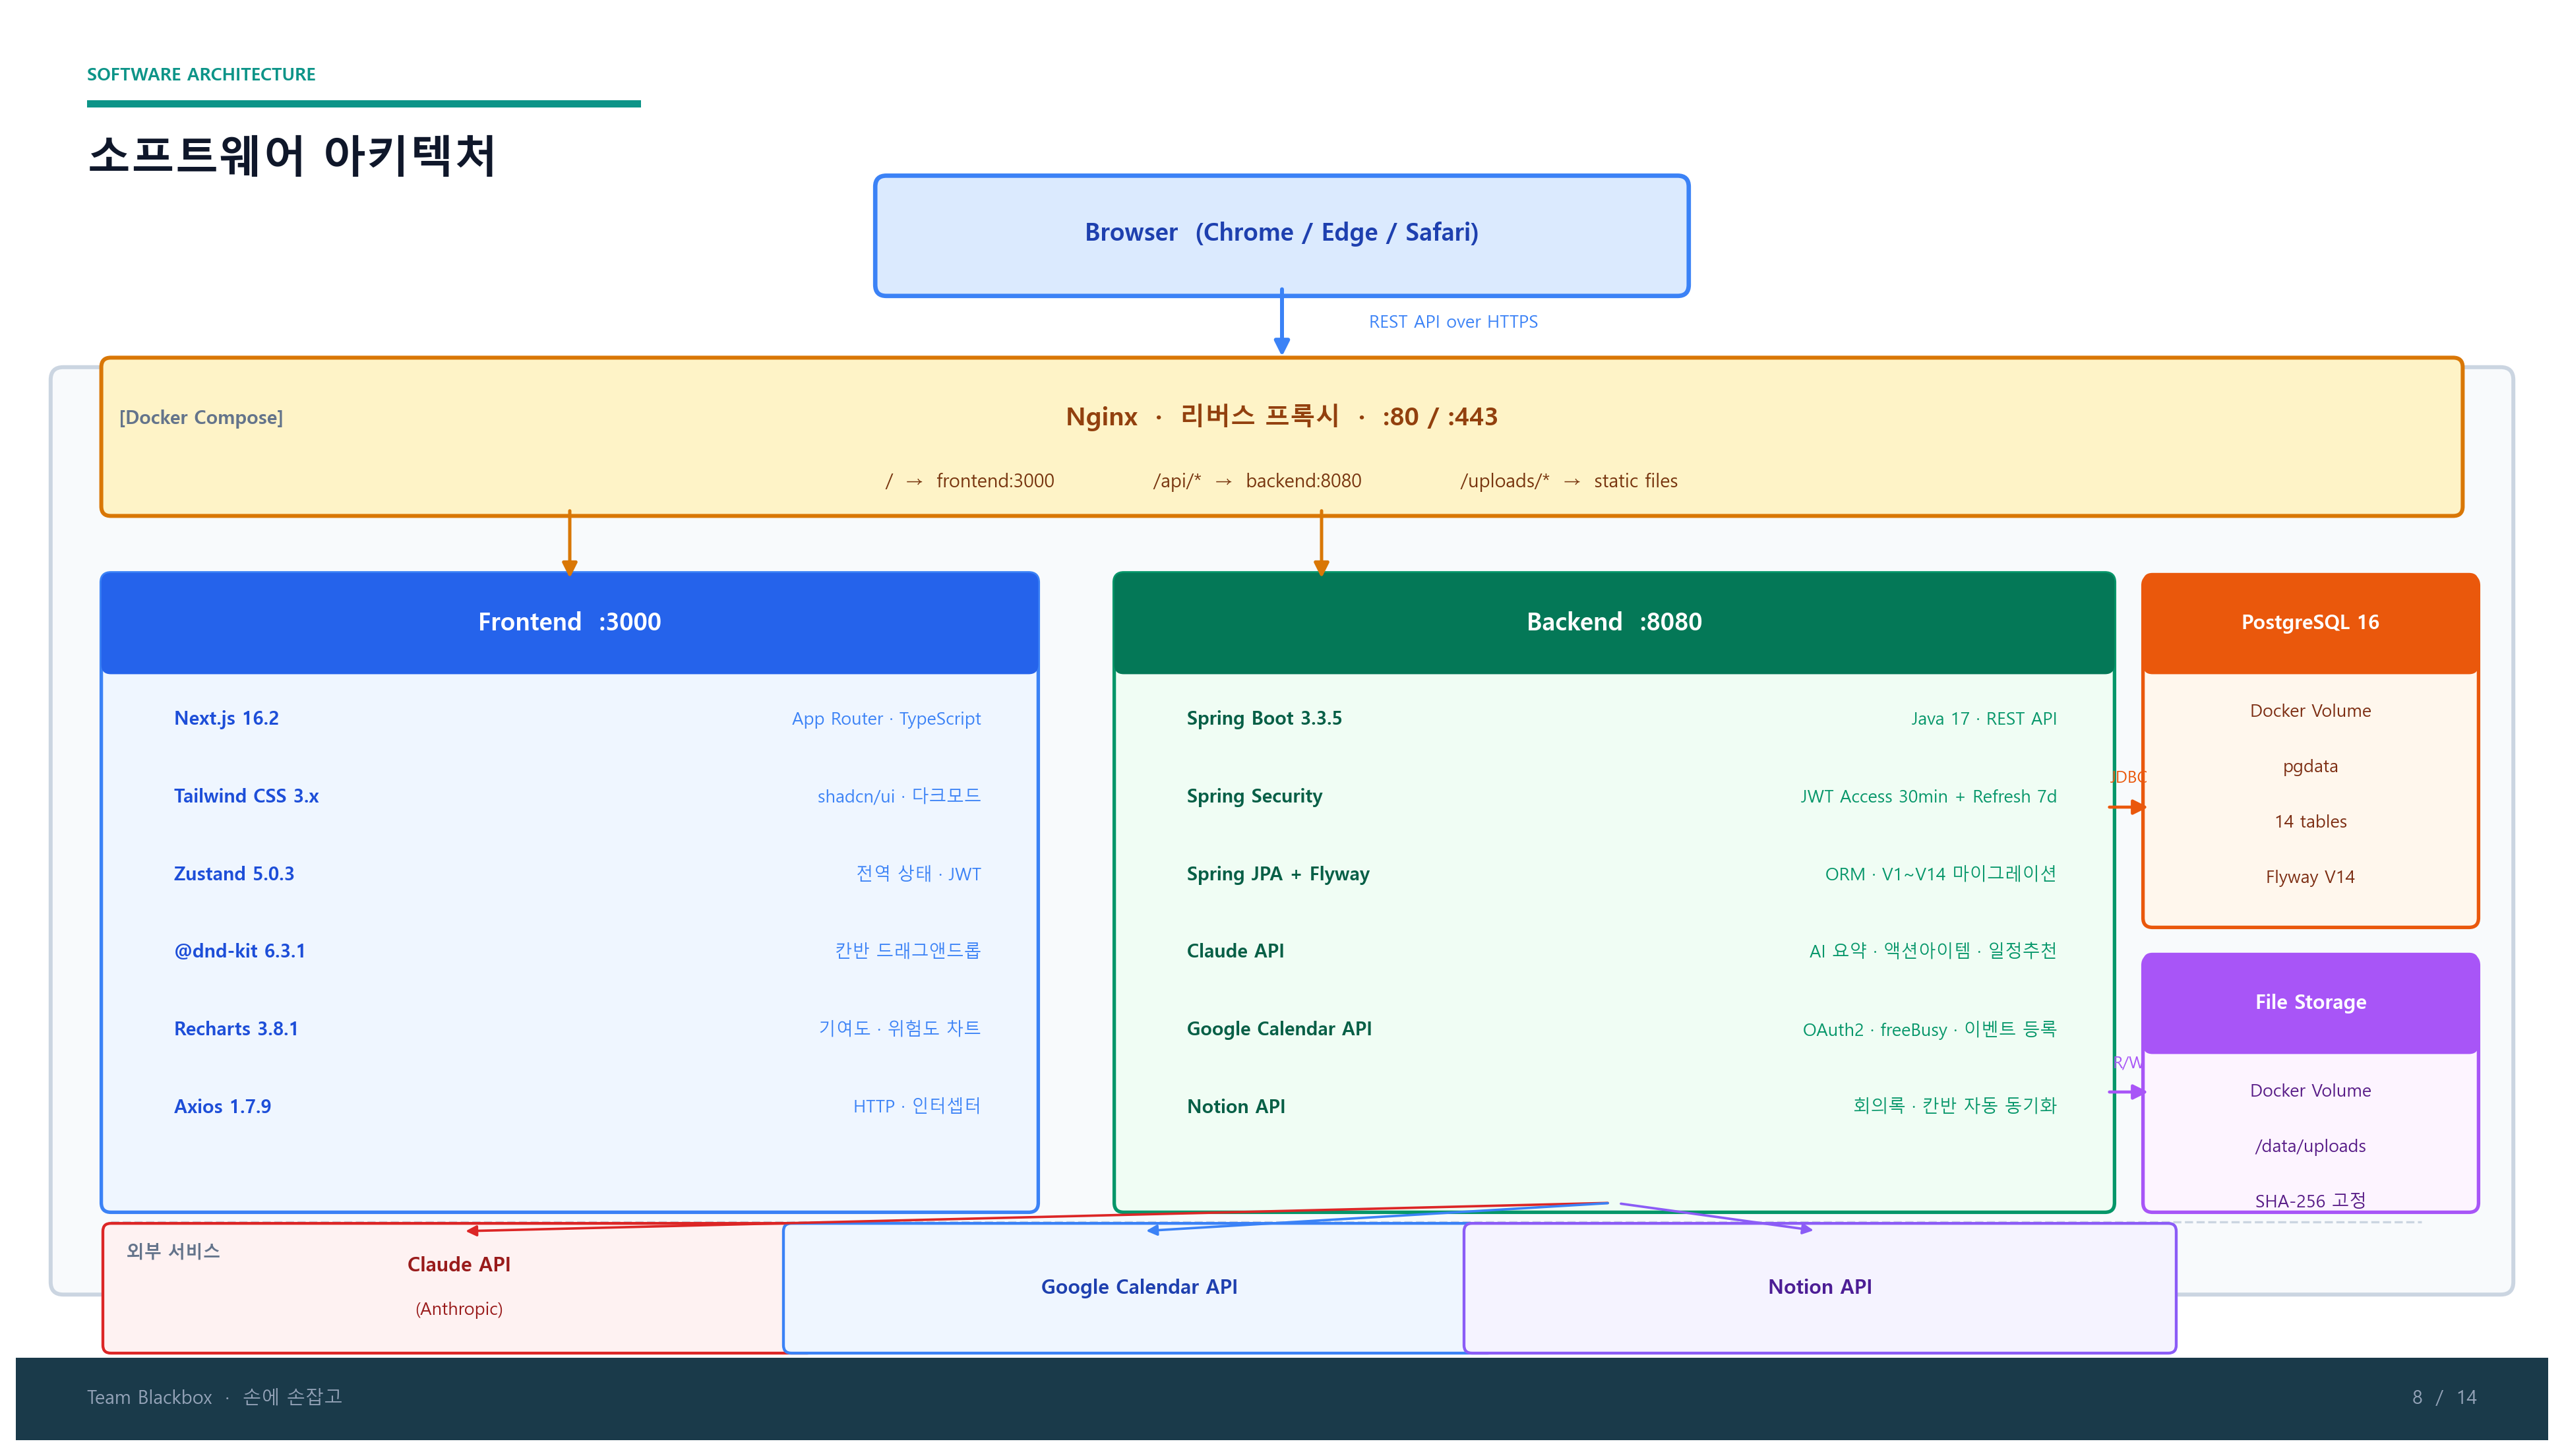 SOFTWARE ARCHITECTURE
소프트웨어 아키텍처
Browser (Chrome / Edge / Safari)
REST API over HTTPS
[Docker Compose]
Nginx · 리버스 프록시 · :80 / :443
/ → frontend:3000 /api/* → backend:8080 /uploads/* → static files
Frontend :3000
Next.js 16.2 App Router · TypeScript
Tailwind CSS 3.x shadcn/ui · 다크모드
Zustand 5.0.3 전역 상태 · JWT
@dnd-kit 6.3.1 칸반 드래그앤드롭
Recharts 3.8.1 기여도 · 위험도 차트
Axios 1.7.9 HTTP · 인터셉터
Backend :8080
Spring Boot 3.3.5 Java 17 · REST API
Spring Security JWT Access 30min + Refresh 7d
Spring JPA + Flyway ORM · V1~V14 마이그레이션
Claude API AI 요약 · 액션아이템 · 일정추천
Google Calendar API OAuth2 · freeBusy · 이벤트 등록
Notion API 회의록 · 칸반 자동 동기화
JDBC
R/W
PostgreSQL 16
Docker Volume
pgdata
14 tables
Flyway V14
File Storage
Docker Volume
/data/uploads
SHA-256 고정
외부 서비스
Claude API
(Anthropic)
Google Calendar API
Notion API
Team Blackbox · 손에 손잡고
8 / 14